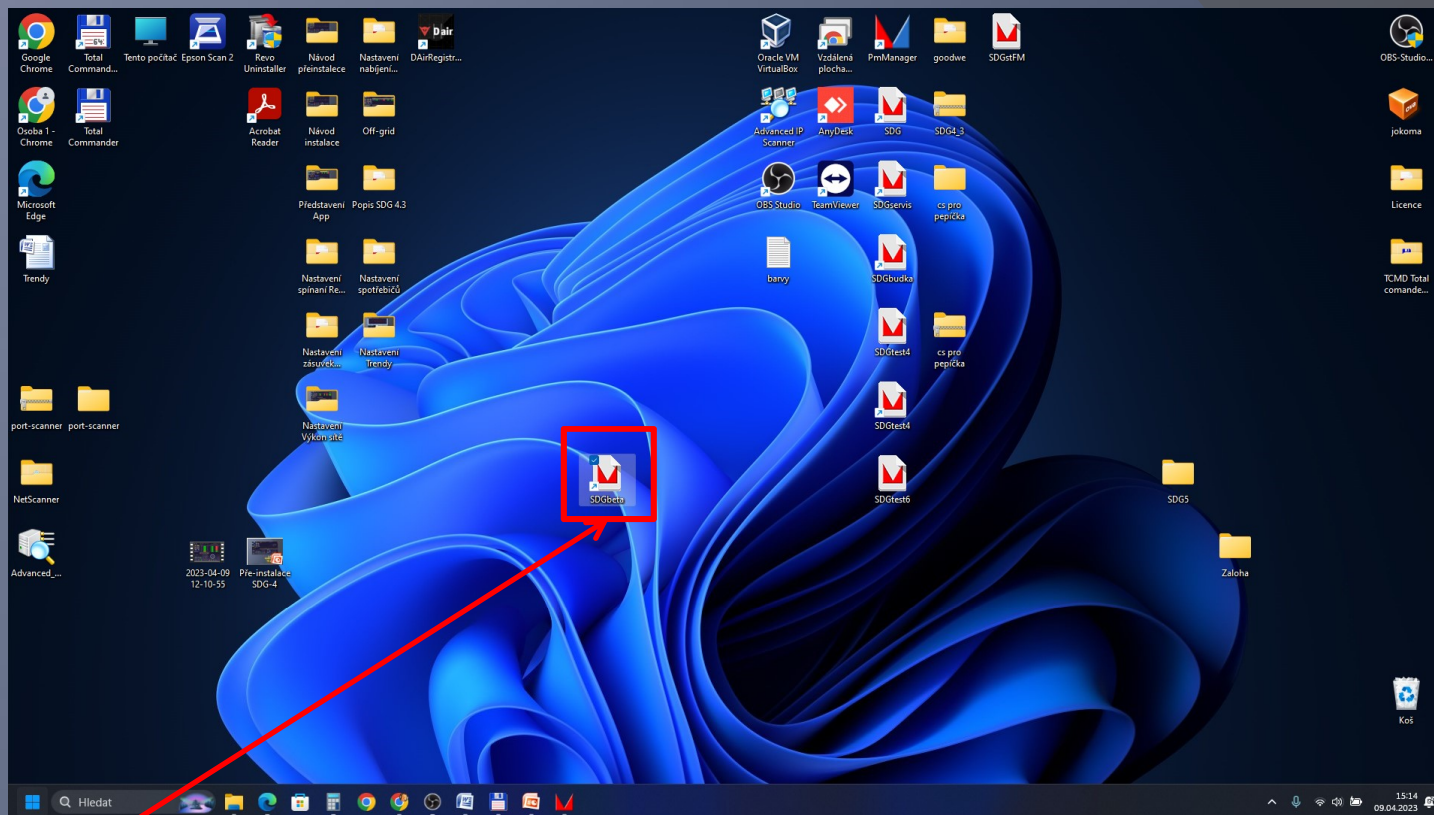 Google
Chrome
Total
Command...
Tento počítač
Epson Scan 2
Revo
Uninstaller
Návod
přeinstalece
Nastavení
nabíjení...
DAirRegistr...
Dair
Oracle VM
VirtualBox
Vzdálená
plocha...
PmManager
goodwe
SDGstFM
OBS-Studio...
Osoba 1 -
Chrome
Total
Commander
Acrobat
Reader
Návod
instalace
Off-grid
Advanced IP
Scanner
AnyDesk
SDG
SDG4_3
jokoma
Microsoft
Edge
Představení
App
Popis SDG 4.3
OBS Studio
TeamViewer
SDGservis
cs pro
pepíčka
Licence
Trendy
Nastavení
spínaní Re...
Nastavení
spotřebičů
barvy
SDGbudka
TCMD Total
comande...
Nastavení
zásuvek...
Nastavení
Trendy
SDGtest4
cs pro
pepíčka
port-scanner
port-scanner
Nastavení
Výkon sítě
SDGtest4
NetScanner
SDGbeta
SDGtest6
SDG5
Advanced_...
2023-04-09
12-10-55
Pře-instalace
SDG-4
Zaloha
Koš
Hledat
15:14
09.04.2023